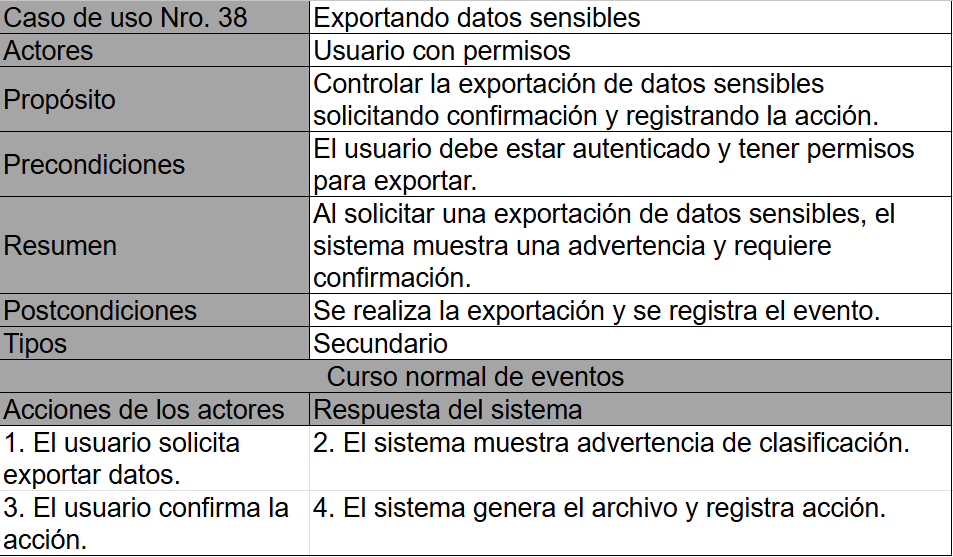 Caso de uso Nro. 38
Exportando datos sensibles
Actores
Usuario con permisos
Propósito
Controlar la exportación de datos sensibles
solicitando confirmación y registrando la acción.
Precondiciones
El usuario debe estar autenticado y tener permisos
para exportar.
Resumen
Al solicitar una exportación de datos sensibles, el
sistema muestra una advertencia y requiere
confirmación.
Postcondiciones
Se realiza la exportación y se registra el evento.
Tipos
Secundario
Curso normal de eventos
Acciones de los actores
Respuesta del sistema
1. El usuario solicita
exportar datos.
2. El sistema muestra advertencia de clasificación.
3. El usuario confirma la
acción.
4. El sistema genera el archivo y registra acción.